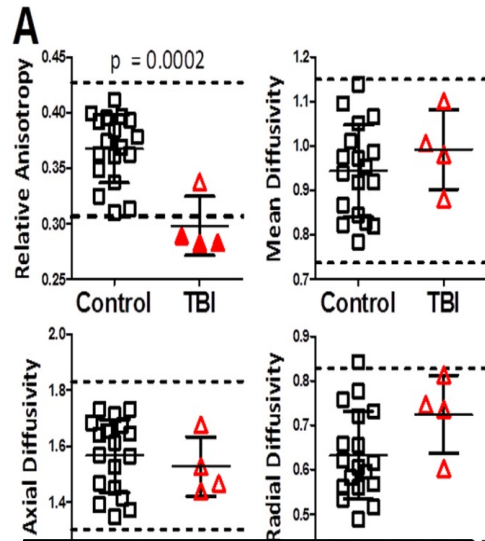 A
p = 0.0002
Relative Anisotropy
0.45
0.40
0.35
0.30
0.25
Control TBI
Mean Diffusivity
1.2
1.1
1.0
0.9
0.8
0.7
Control TBI
Axial Diffusivity
2.0
1.8
1.6
1.4
Radial Diffusivity
0.9
0.8
0.7
0.6
0.5